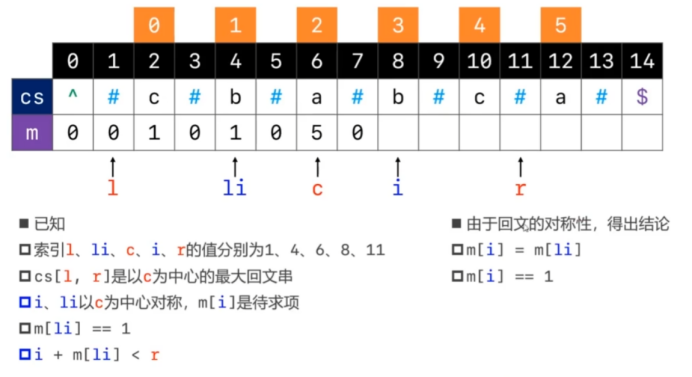 0 1 2 3 4 5
0 1 2 3 4 5 6 7 8 9 10 11 12 13 14
cs ^ # c # b # a # b # c # a # $
m 0 0 1 0 1 0 5 0
l li c i r
■ 已知
索引l、li、c、i、r的值分别为1、4、6、8、11
cs[l, r]是以c为中心的最大回文串
i、li以c为中心对称，m[i]是待求项
m[li] == 1
i + m[li] < r
■ 由于回文的对称性，得出结论
m[i] = m[li]
m[i] == 1